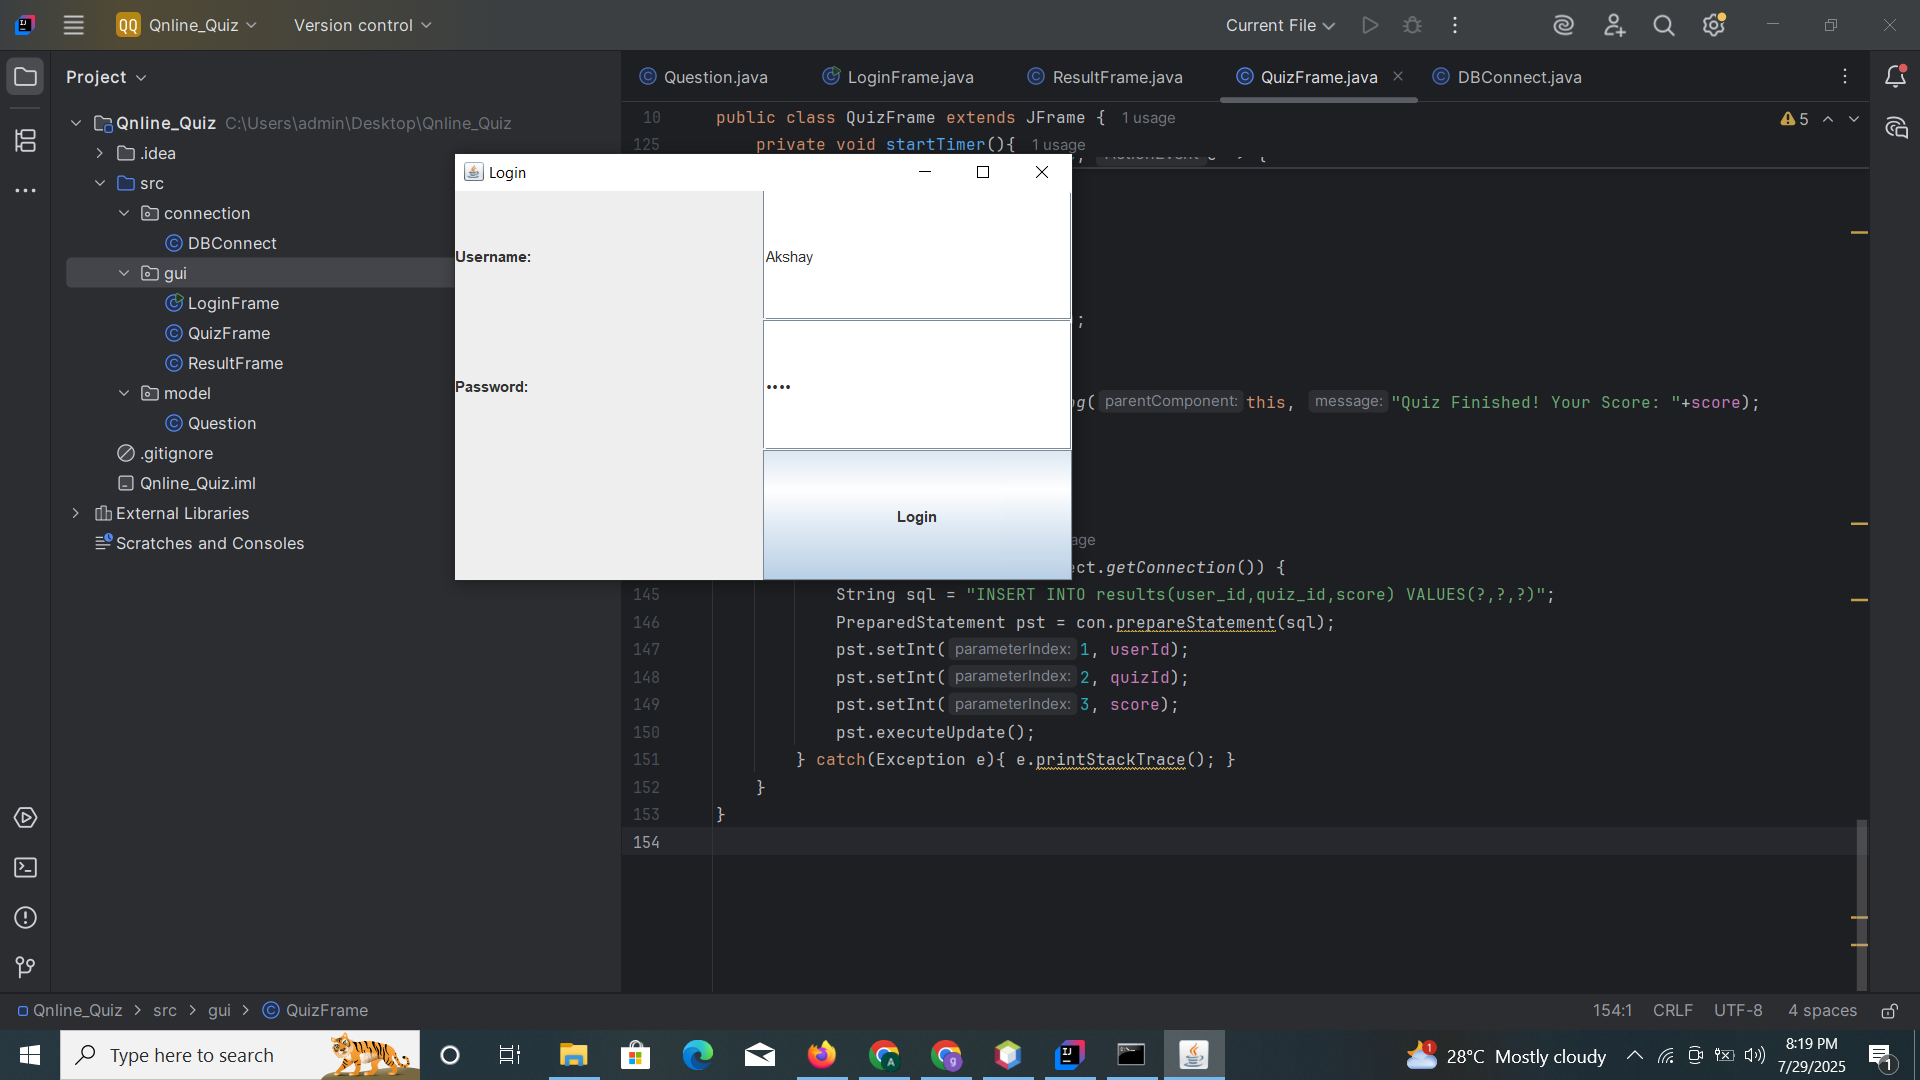 QQ Qnline_Quiz Version control Current File
Project
Qnline_Quiz C:\Users\admin\Desktop\Qnline_Quiz
.idea
src
connection
DBConnect
gui
LoginFrame
QuizFrame
ResultFrame
model
Question
.gitignore
Qnline_Quiz.iml
External Libraries
Scratches and Consoles
Question.java LoginFrame.java ResultFrame.java QuizFrame.java DBConnect.java
10 public class QuizFrame extends JFrame { 1 usage
5
125 private void startTimer(){ 1 usage
Login
Username: Akshay
Password: ••••
Login
;
g( parentComponent: this, message: "Quiz Finished! Your Score: "+score);
age
ct.getConnection()) {
145 String sql = "INSERT INTO results(user_id,quiz_id,score) VALUES(?,?,?)";
146 PreparedStatement pst = con.prepareStatement(sql);
147 pst.setInt( parameterIndex: 1, userId);
148 pst.setInt( parameterIndex: 2, quizId);
149 pst.setInt( parameterIndex: 3, score);
150 pst.executeUpdate();
151 } catch(Exception e){ e.printStackTrace(); }
152 }
153 }
154
Qnline_Quiz > src > gui > QuizFrame
154:1 CRLF UTF-8 4 spaces
Type here to search
28°C Mostly cloudy
8:19 PM
7/29/2025
1